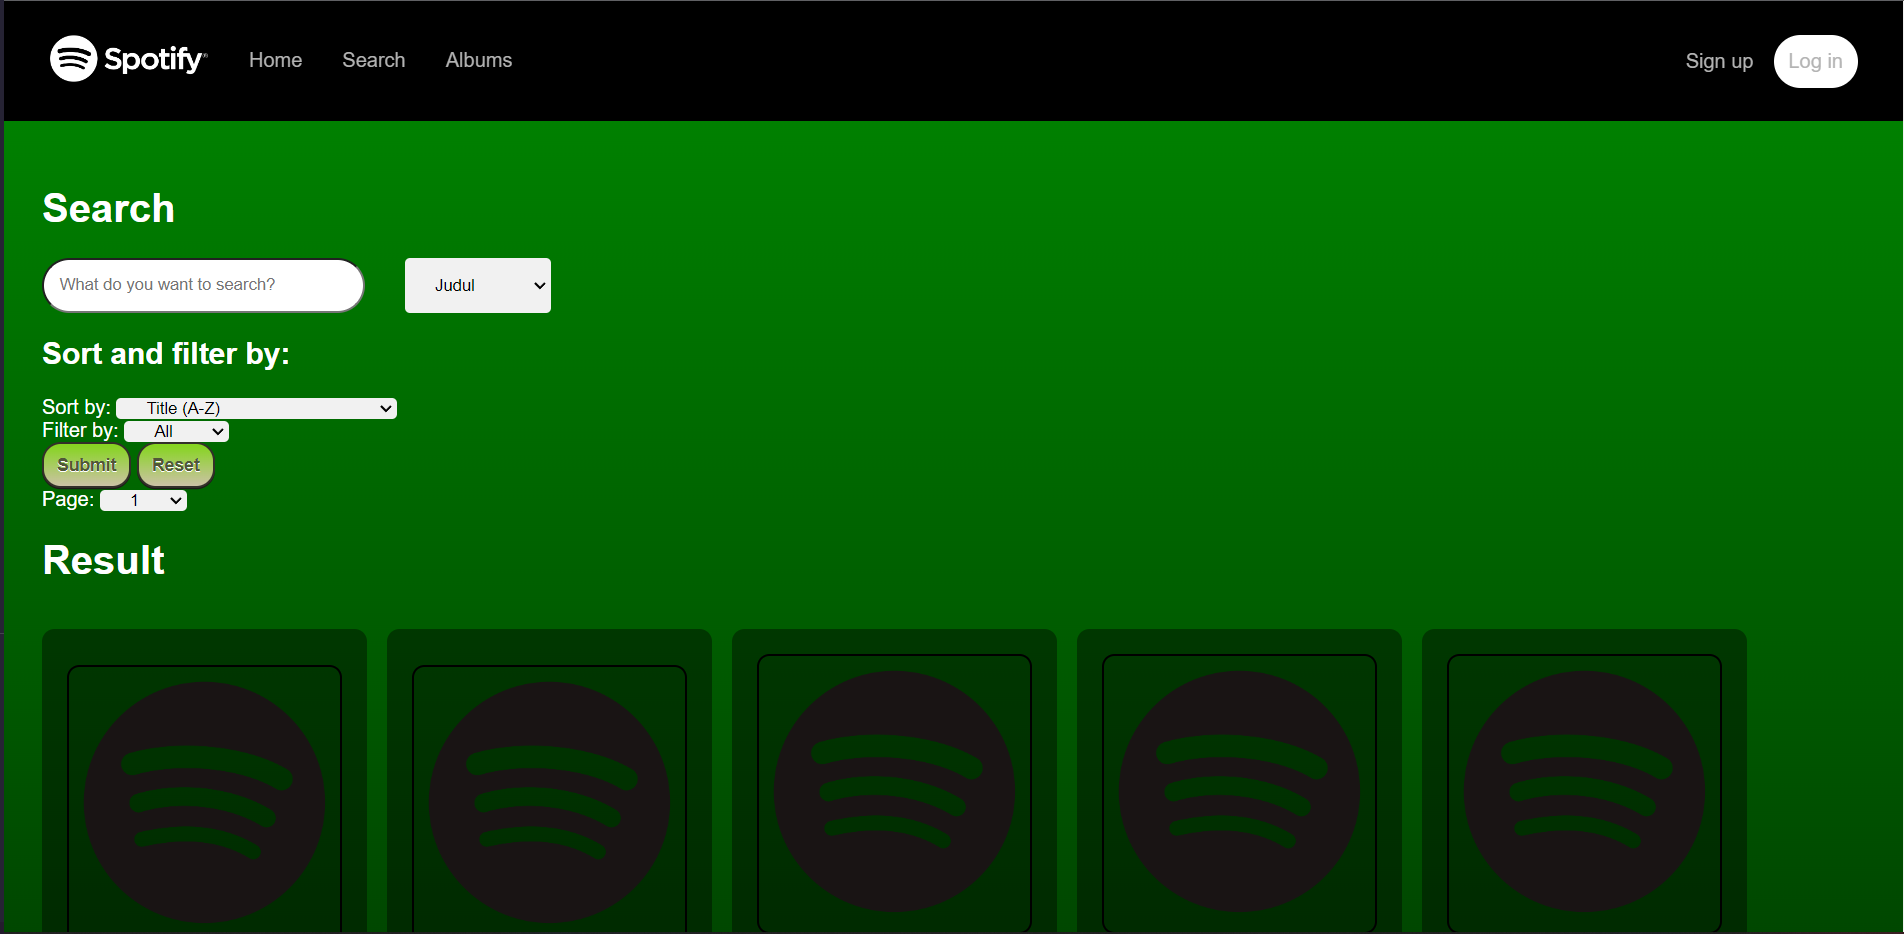 Spotify Home Search Albums Sign up Log in
Search
What do you want to search? Judul
Sort and filter by:
Sort by: Title (A-Z)
Filter by: All
Submit Reset
Page: 1
Result